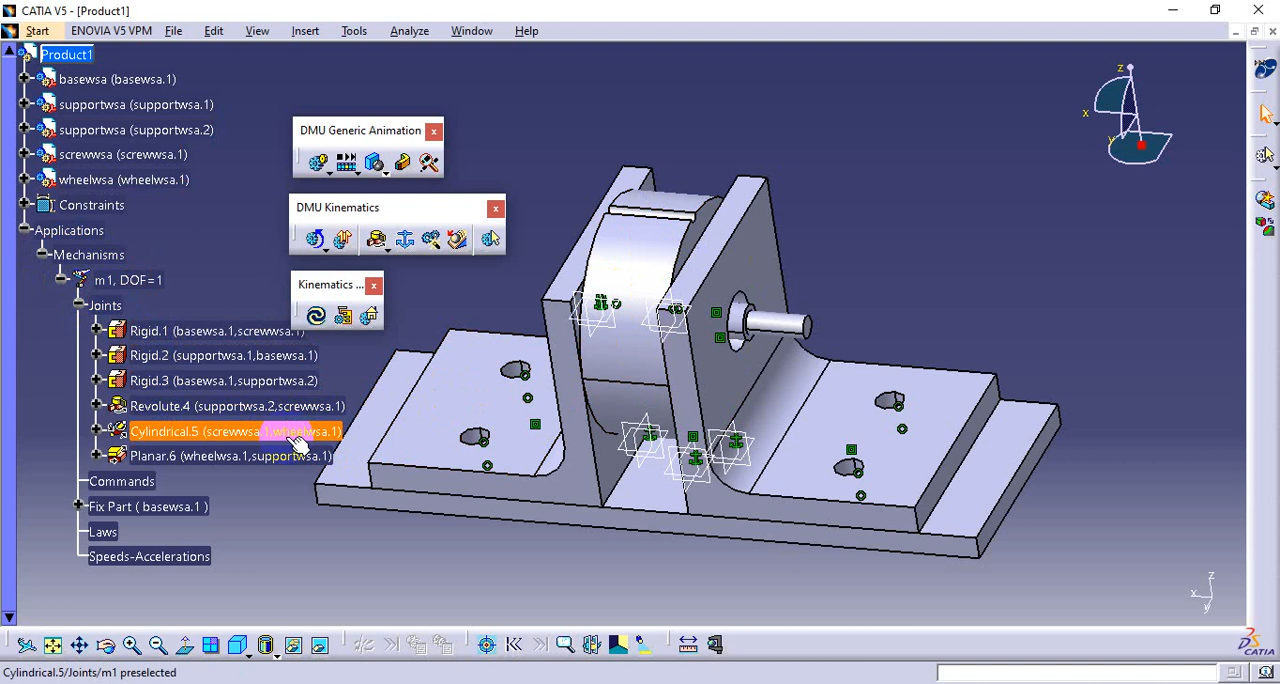 CATIA V5 - [Product1]
Start ENOVIA V5 VPM File Edit View Insert Tools Analyze Window Help
Product1
basewsa (basewsa.1)
supportwsa (supportwsa.1)
supportwsa (supportwsa.2)
screwwsa (screwwsa.1)
wheelwsa (wheelwsa.1)
Constraints
Applications
Mechanisms
m1, DOF=1
Joints
Rigid.1 (basewsa.1,screwwsa.1)
Rigid.2 (supportwsa.1,basewsa.1)
Rigid.3 (basewsa.1,supportwsa.2)
Revolute.4 (supportwsa.2,screwwsa.1)
Cylindrical.5 (screwwsa.1,wheelwsa.1)
Planar.6 (wheelwsa.1,supportwsa.1)
Commands
Fix Part ( basewsa.1 )
Laws
Speeds-Accelerations
DMU Generic Animation
DMU Kinematics
Kinematics ...
z
x
y
z
x
y
CATIA
Cylindrical.5/Joints/m1 preselected